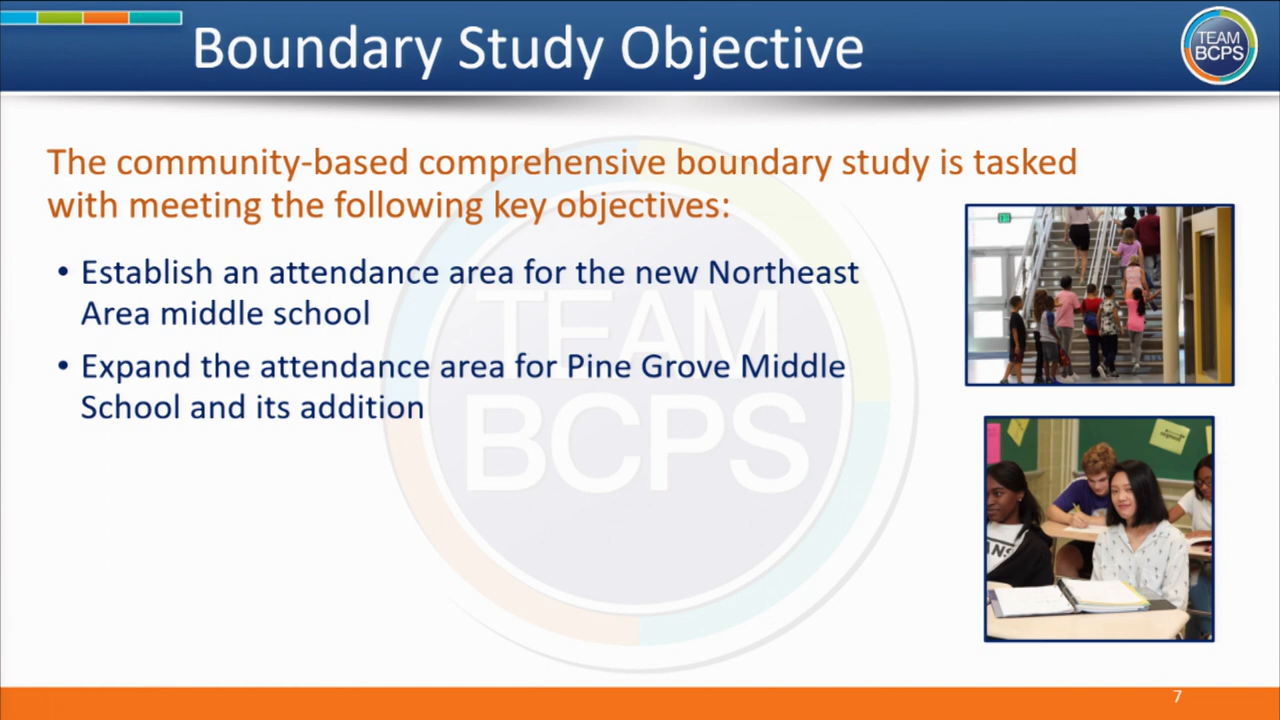 Boundary Study Objective
TEAM
BCPS
The community-based comprehensive boundary study is tasked
with meeting the following key objectives:
• Establish an attendance area for the new Northeast
Area middle school
• Expand the attendance area for Pine Grove Middle
School and its addition
TEAM
BCPS
7